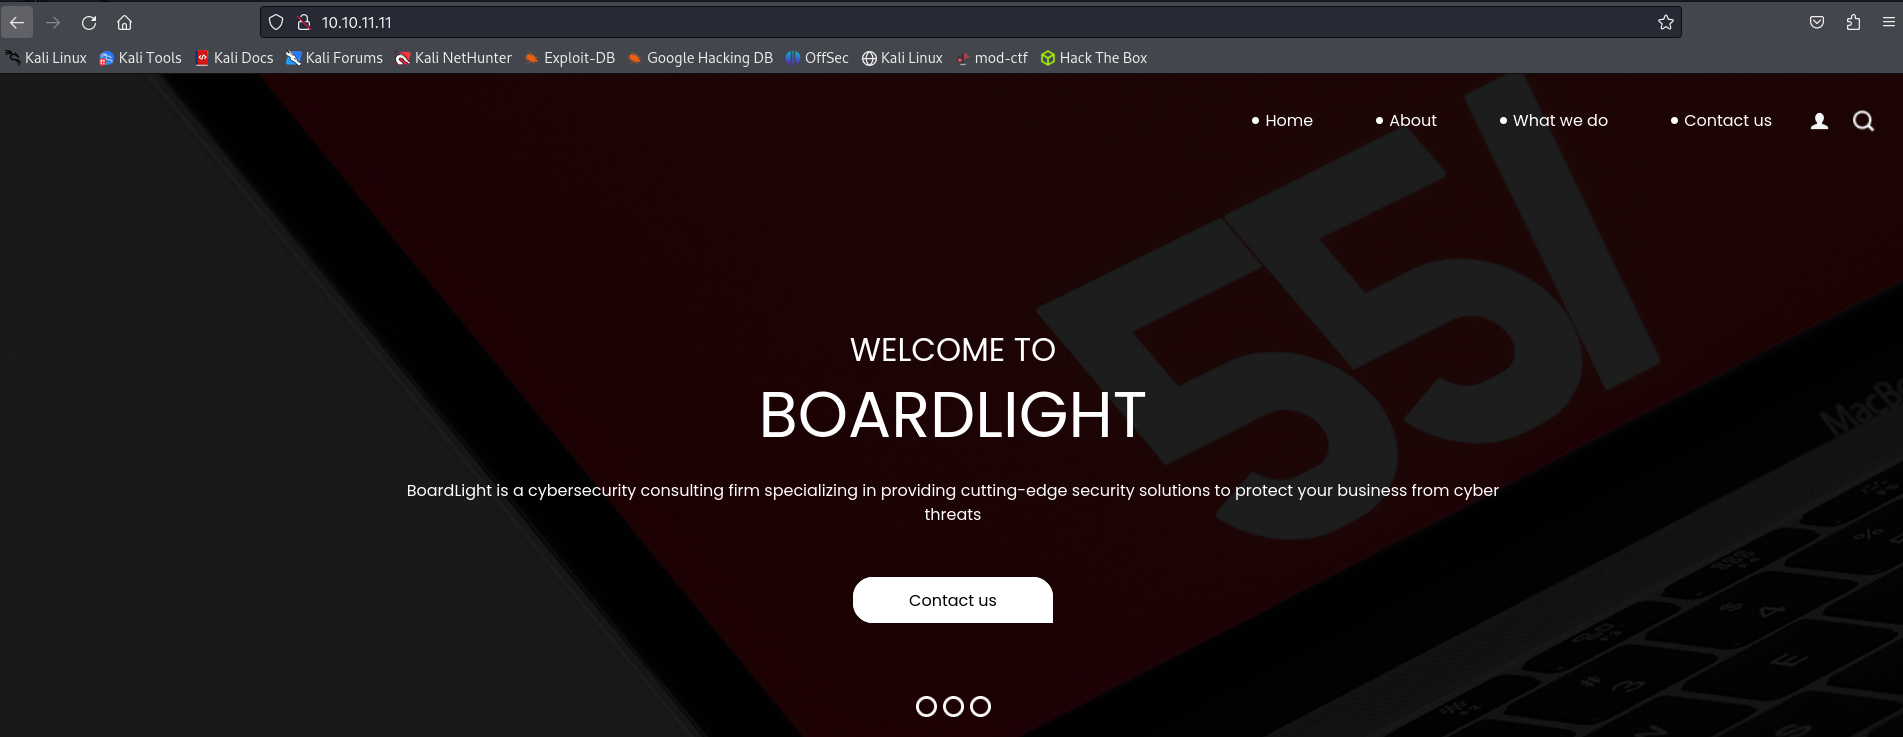 10.10.11.11
Kali Linux Kali Tools Kali Docs Kali Forums Kali NetHunter Exploit-DB Google Hacking DB OffSec Kali Linux mod-ctf Hack The Box
Home About What we do Contact us
WELCOME TO
BOARDLIGHT
BoardLight is a cybersecurity consulting firm specializing in providing cutting-edge security solutions to protect your business from cyber
threats
Contact us